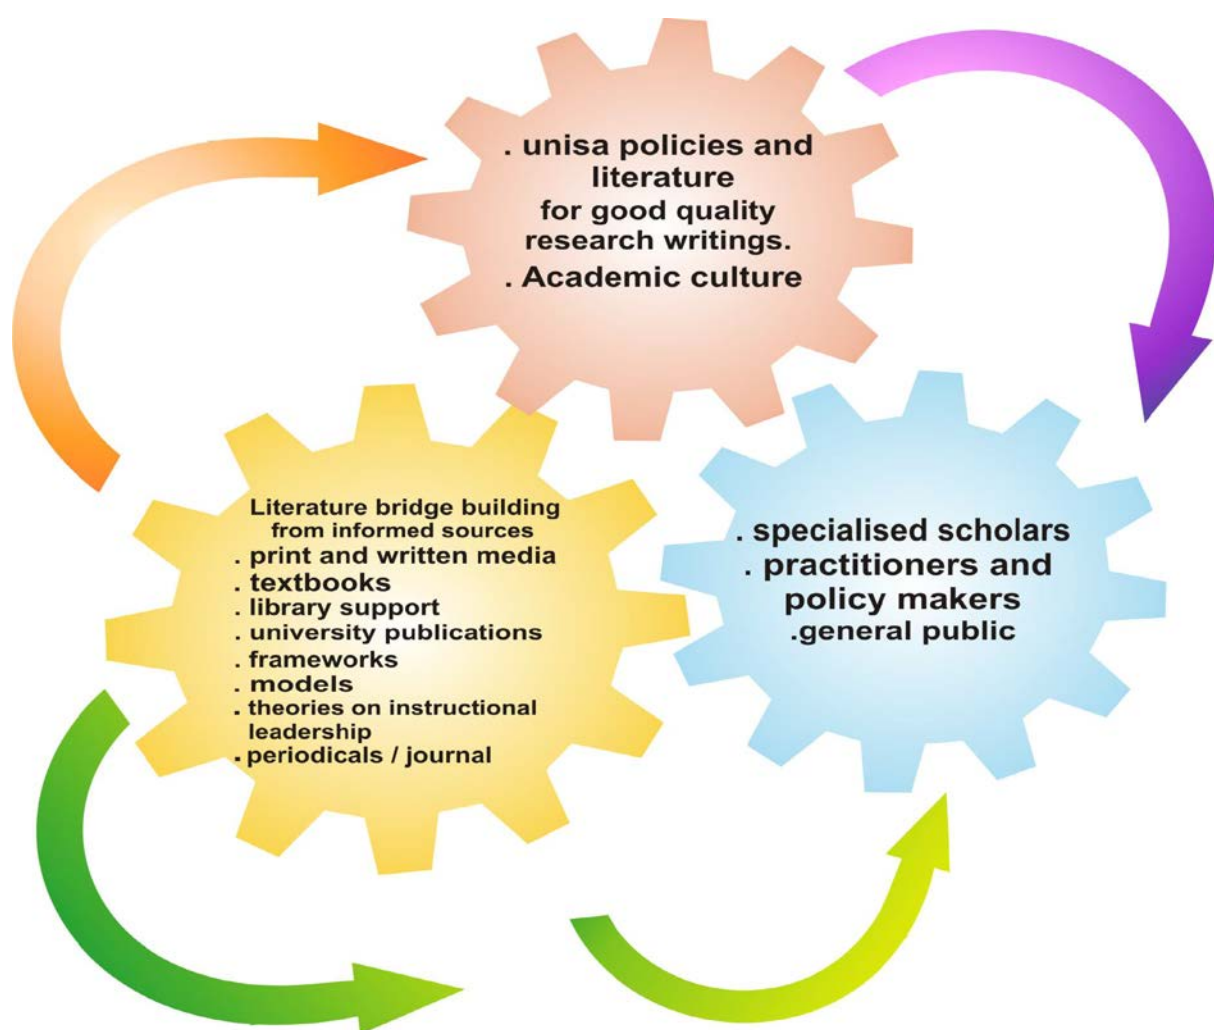 . unisa policies and
literature
for good quality
research writings.
. Academic culture
Literature bridge building
from informed sources
. print and written media
. textbooks
. library support
. university publications
. frameworks
. models
. theories on instructional
leadership
. periodicals / journal
. specialised scholars
. practitioners and
policy makers
.general public